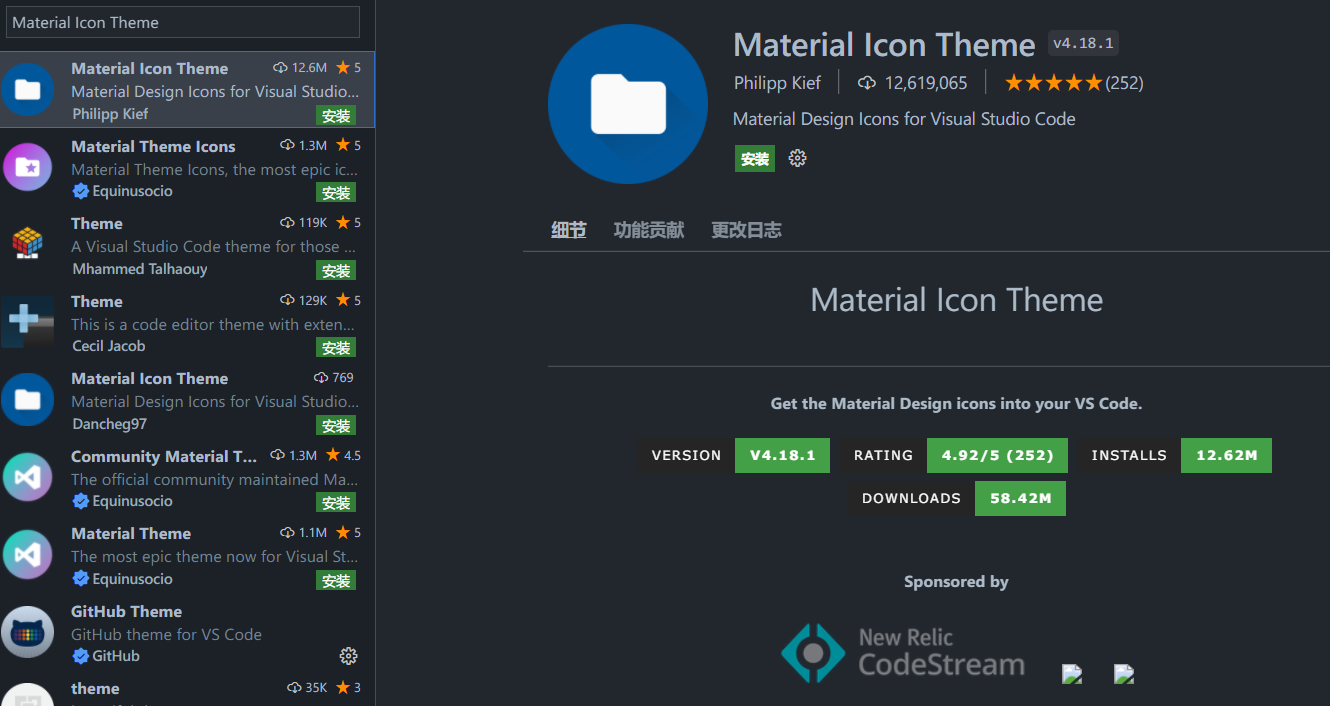 Material Icon Theme
Material Icon Theme 12.6M 5
Material Design Icons for Visual Studio...
Philipp Kief 安装
Material Theme Icons 1.3M 5
Material Theme Icons, the most epic ic...
Equinusocio 安装
Theme 119K 5
A Visual Studio Code theme for those ...
Mhammed Talhaouy 安装
Theme 129K 5
This is a code editor theme with exten...
Cecil Jacob 安装
Material Icon Theme 769
Material Design Icons for Visual Studio...
Dancheg97 安装
Community Material T... 1.3M 4.5
The official community maintained Ma...
Equinusocio 安装
Material Theme 1.1M 5
The most epic theme now for Visual St...
Equinusocio 安装
GitHub Theme
GitHub theme for VS Code
GitHub
theme 35K 3
Material Icon Theme v4.18.1
Philipp Kief 12,619,065 (252)
Material Design Icons for Visual Studio Code
安装
细节 功能贡献 更改日志
Material Icon Theme
Get the Material Design icons into your VS Code.
VERSION V4.18.1 RATING 4.92/5 (252) INSTALLS 12.62M
DOWNLOADS 58.42M
Sponsored by
New Relic
CodeStream